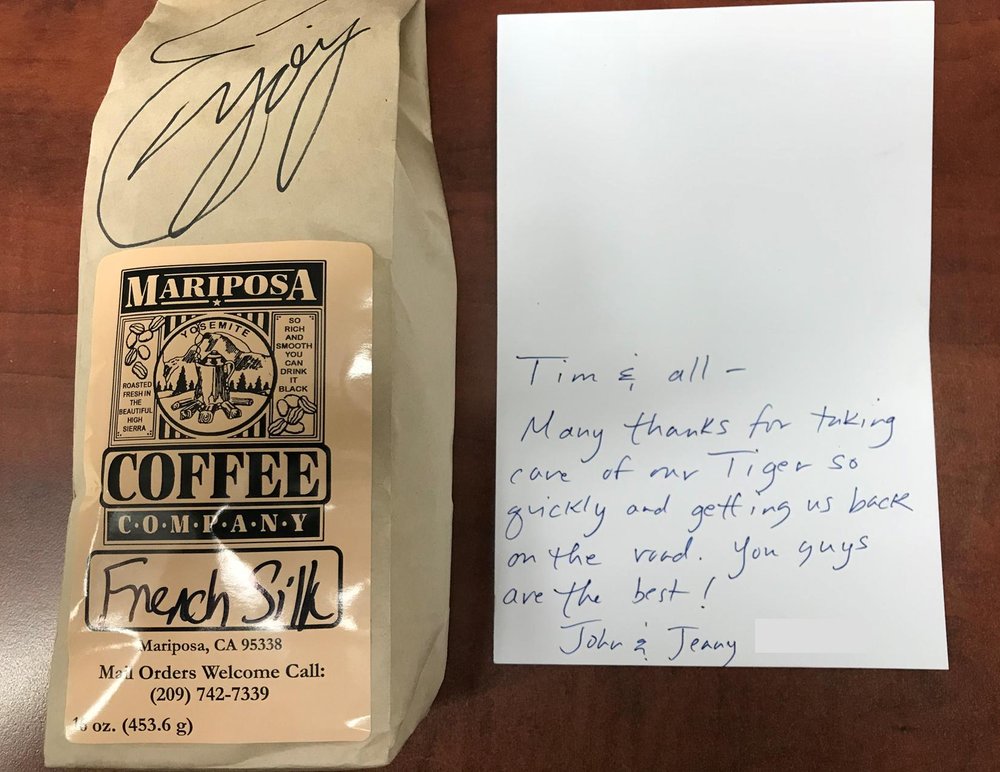 Enjoy
MARIPOSA
YOSEMITE
ROASTED
FRESH IN
THE
BEAUTIFUL
HIGH
SIERRA
SO
RICH
AND
SMOOTH
YOU
CAN
DRINK
IT
BLACK
COFFEE
C·O·M·P·A·N·Y
French Silk
Mariposa, CA 95338
Mail Orders Welcome Call:
(209) 742-7339
16 oz. (453.6 g)
Tim & all -
Many thanks for taking
care of our Tiger so
quickly and getting us back
on the road. You guys
are the best!
John & Jenny